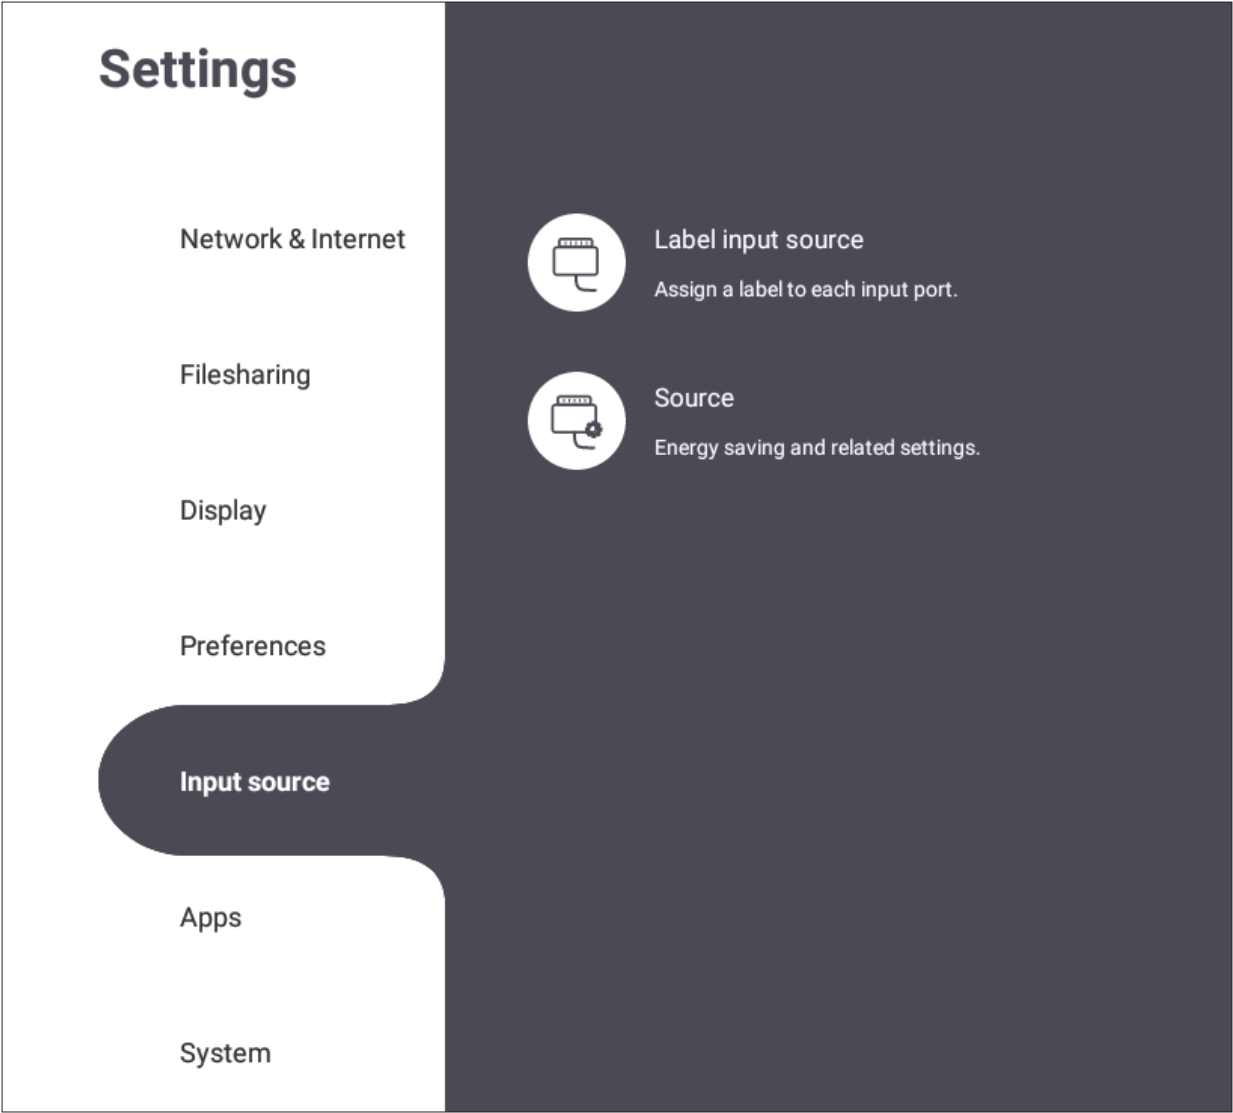 Settings
Network & Internet
Filesharing
Display
Preferences
Input source
Apps
System
Label input source
Assign a label to each input port.
Source
Energy saving and related settings.